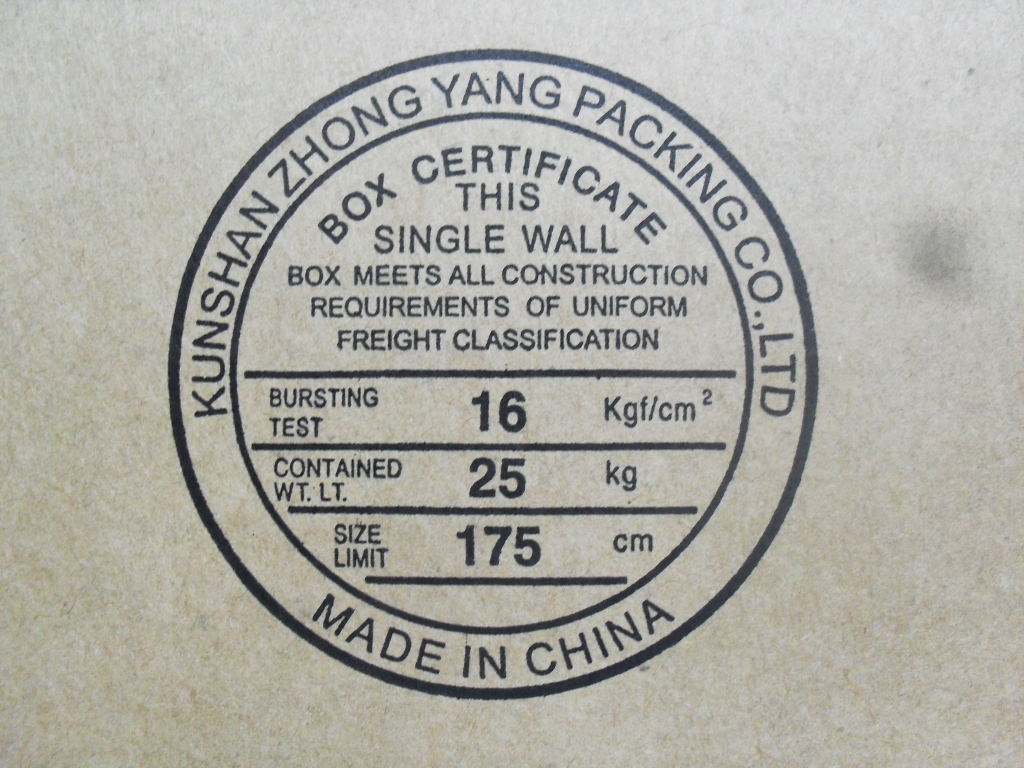 KUNSHAN ZHONG YANG PACKING CO.,LTD
BOX CERTIFICATE
THIS
SINGLE WALL
BOX MEETS ALL CONSTRUCTION
REQUIREMENTS OF UNIFORM
FREIGHT CLASSIFICATION
BURSTING TEST 16 Kgf/cm²
CONTAINED WT. LT. 25 kg
SIZE LIMIT 175 cm
MADE IN CHINA